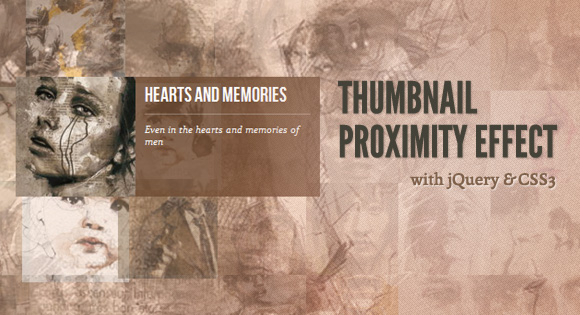 HEARTS AND MEMORIES
Even in the hearts and memories of
men
THUMBNAIL
PROXIMITY EFFECT
with jQuery & CSS3